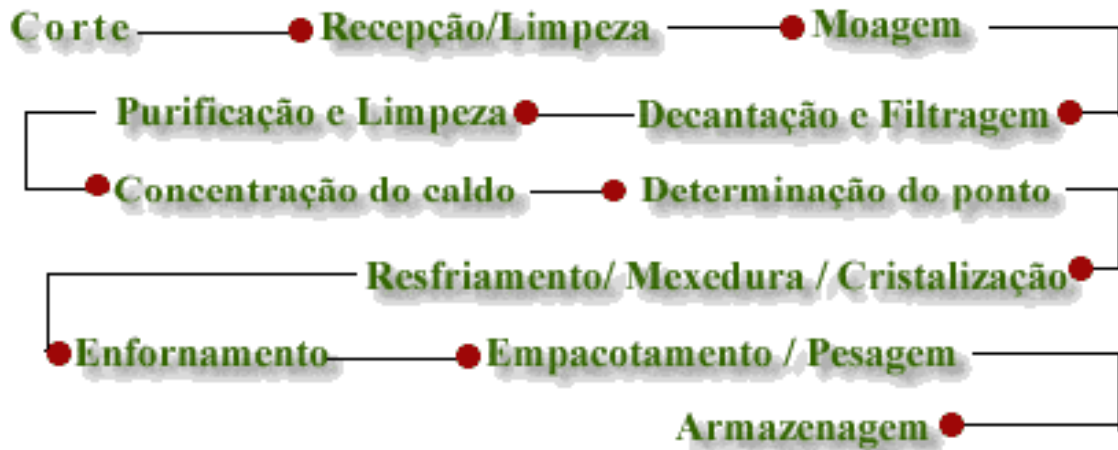 Corte Recepção/Limpeza Moagem
Purificação e Limpeza Decantação e Filtragem
Concentração do caldo Determinação do ponto
Resfriamento/ Mexedura / Cristalização
Enfornamento Empacotamento / Pesagem
Armazenagem